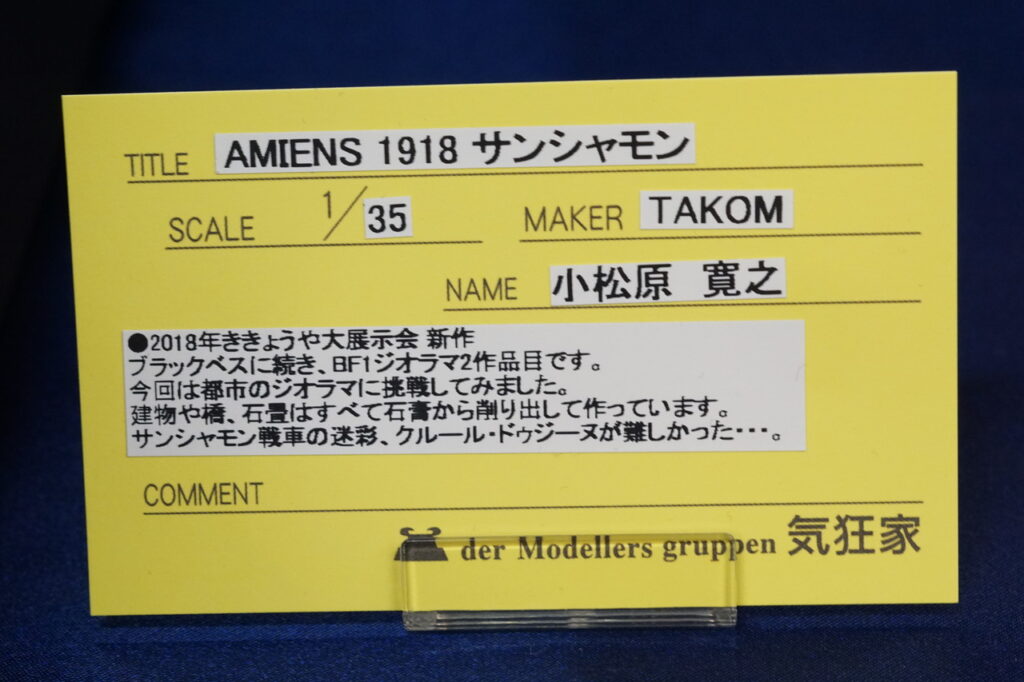 TITLE AMIENS 1918 サンシャモン
SCALE 1/35 MAKER TAKOM
NAME 小松原 寛之
●2018年ききょうや大展示会 新作
ブラックベスに続き、BF1ジオラマ2作品目です。
今回は都市のジオラマに挑戦してみました。
建物や橋、石畳はすべて石膏から削り出して作っています。
サンシャモン戦車の迷彩、クルール・ドゥジーヌが難しかった・・・。
COMMENT
der Modellers gruppen 気狂家